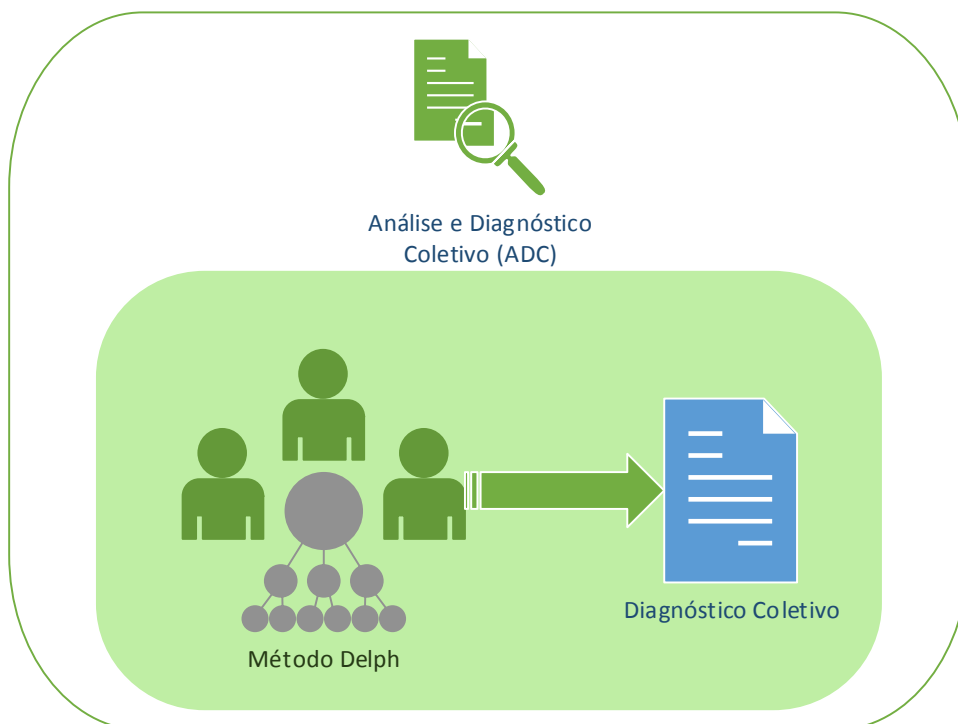 Análise e Diagnóstico
Coletivo (ADC)
Método Delph
Diagnóstico Coletivo